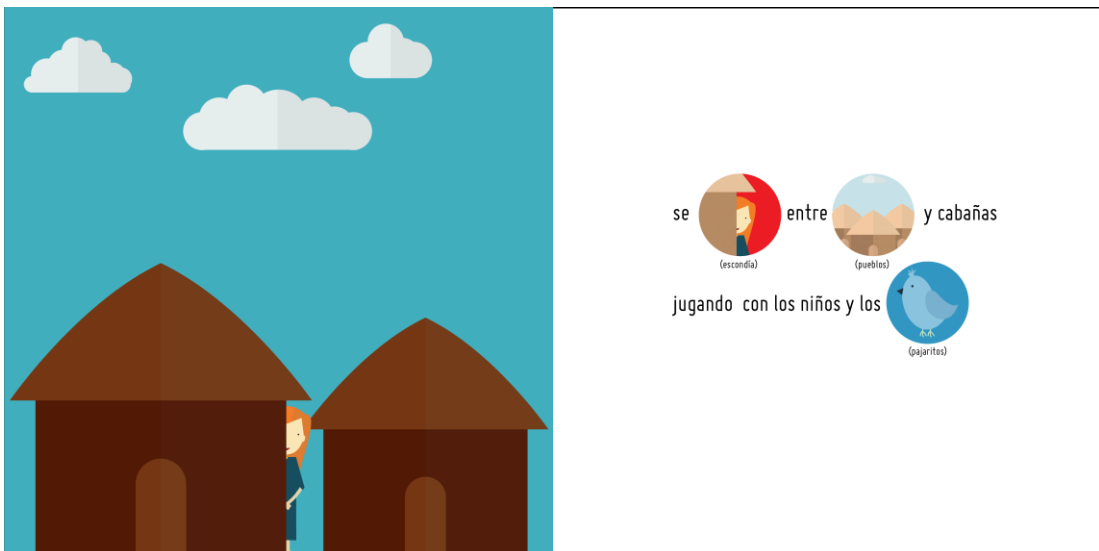 se entre y cabañas
(escondía) (pueblos)
jugando con los niños y los
(pajaritos)